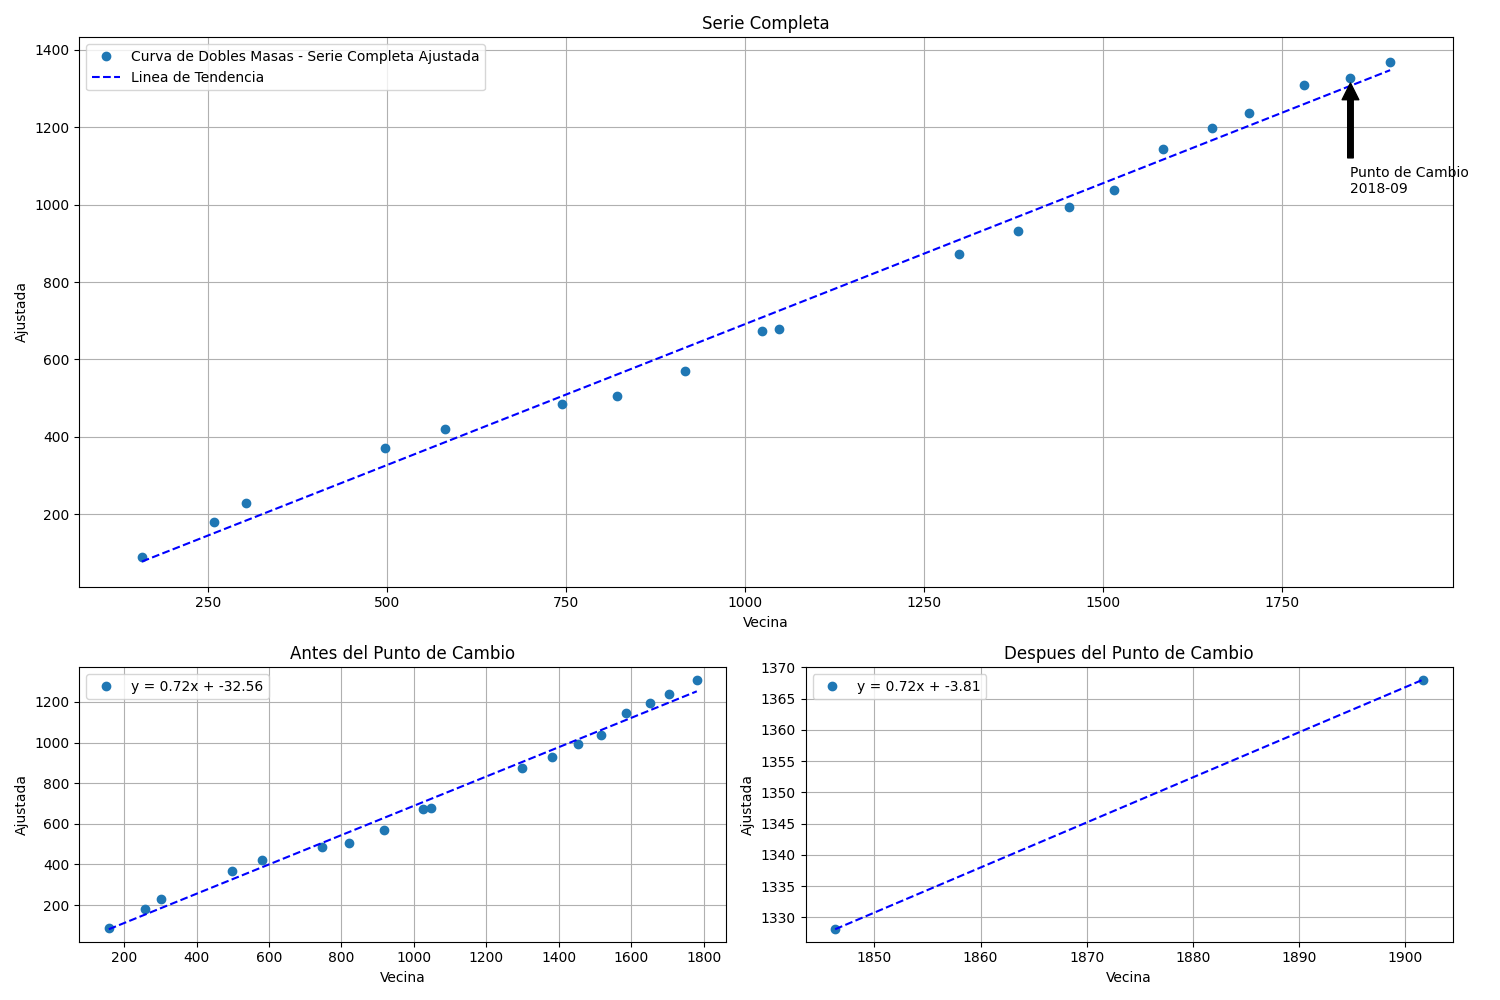 Serie Completa
Curva de Dobles Masas - Serie Completa Ajustada
Linea de Tendencia
1400
1200
1000
800
600
400
200
Ajustada
Punto de Cambio
2018-09
250 500 750 1000 1250 1500 1750
Vecina
Antes del Punto de Cambio
y = 0.72x + -32.56
1200
1000
800
600
400
200
Ajustada
200 400 600 800 1000 1200 1400 1600 1800
Vecina
Despues del Punto de Cambio
y = 0.72x + -3.81
1370
1365
1360
1355
1350
1345
1340
1335
1330
Ajustada
1850 1860 1870 1880 1890 1900
Vecina